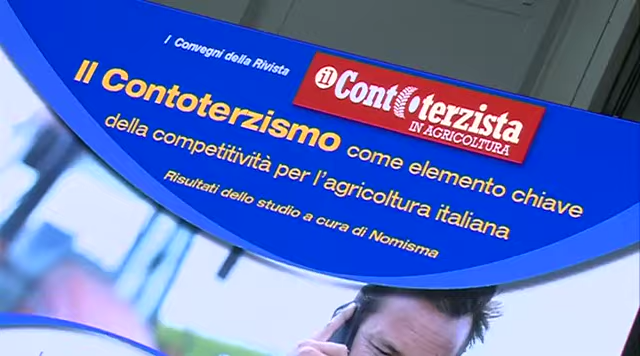 I Convegni della Rivista
il Contoterzista
IN AGRICOLTURA
Il Contoterzismo come elemento chiave
della competitività per l'agricoltura italiana
Risultati dello studio a cura di Nomisma